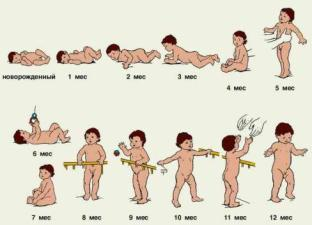 новорожденный
1 мес
2 мес
3 мес
4 мес
5 мес
6 мес
7 мес
8 мес
9 мес
10 мес
11 мес
12 мес